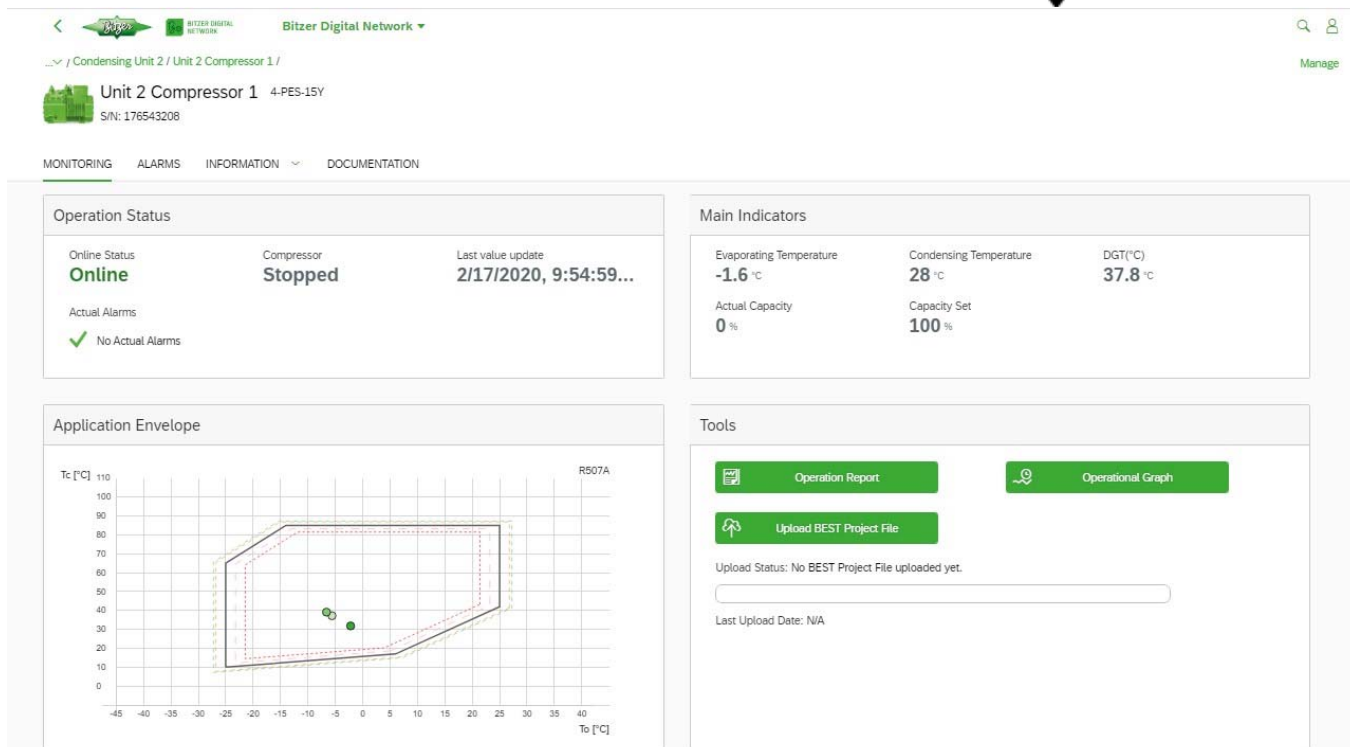 Bitzer
BITZER DIGITAL
NETWORK
Bitzer Digital Network
... / Condensing Unit 2 / Unit 2 Compressor 1 /
Manage
Unit 2 Compressor 1 4-PES-15Y
S/N: 176543208
MONITORING ALARMS INFORMATION DOCUMENTATION
Operation Status
Online Status Compressor Last value update
Online Stopped 2/17/2020, 9:54:59...
Actual Alarms
No Actual Alarms
Main Indicators
Evaporating Temperature Condensing Temperature DGT(°C)
-1.6 °C 28 °C 37.8 °C
Actual Capacity Capacity Set
0 % 100 %
Application Envelope
Tc [°C] R507A
110
100
90
80
70
60
50
40
30
20
10
0
-45 -40 -35 -30 -25 -20 -15 -10 -5 0 5 10 15 20 25 30 35 40
To [°C]
Tools
Operation Report Operational Graph
Upload BEST Project File
Upload Status: No BEST Project File uploaded yet.
Last Upload Date: N/A